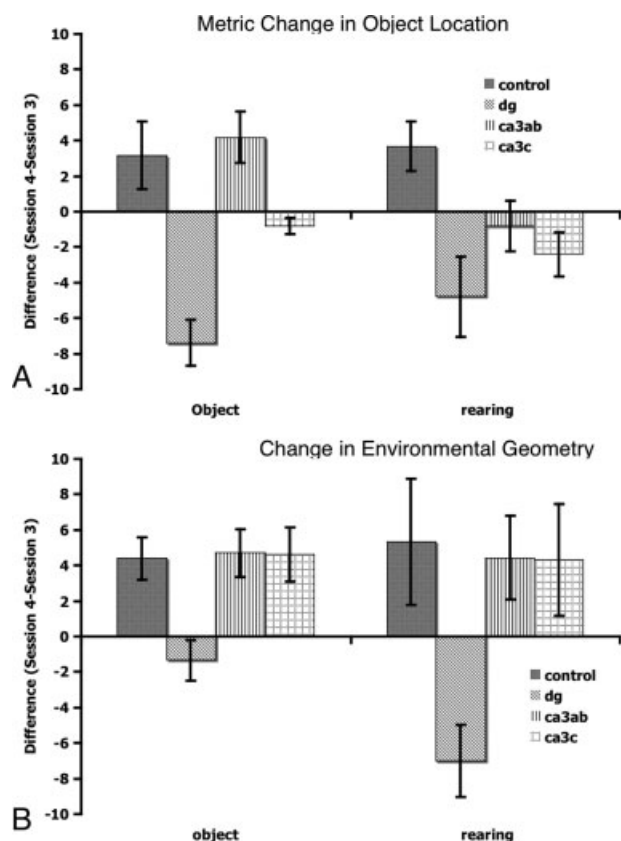 Metric Change in Object Location
10
8
6
4
2
0
-2
-4
-6
-8
-10
Difference (Session 4-Session 3)
control
dg
ca3ab
ca3c
A
Object rearing
Change in Environmental Geometry
10
8
6
4
2
0
-2
-4
-6
-8
-10
Difference (Session 4-Session 3)
control
dg
ca3ab
ca3c
B
object rearing